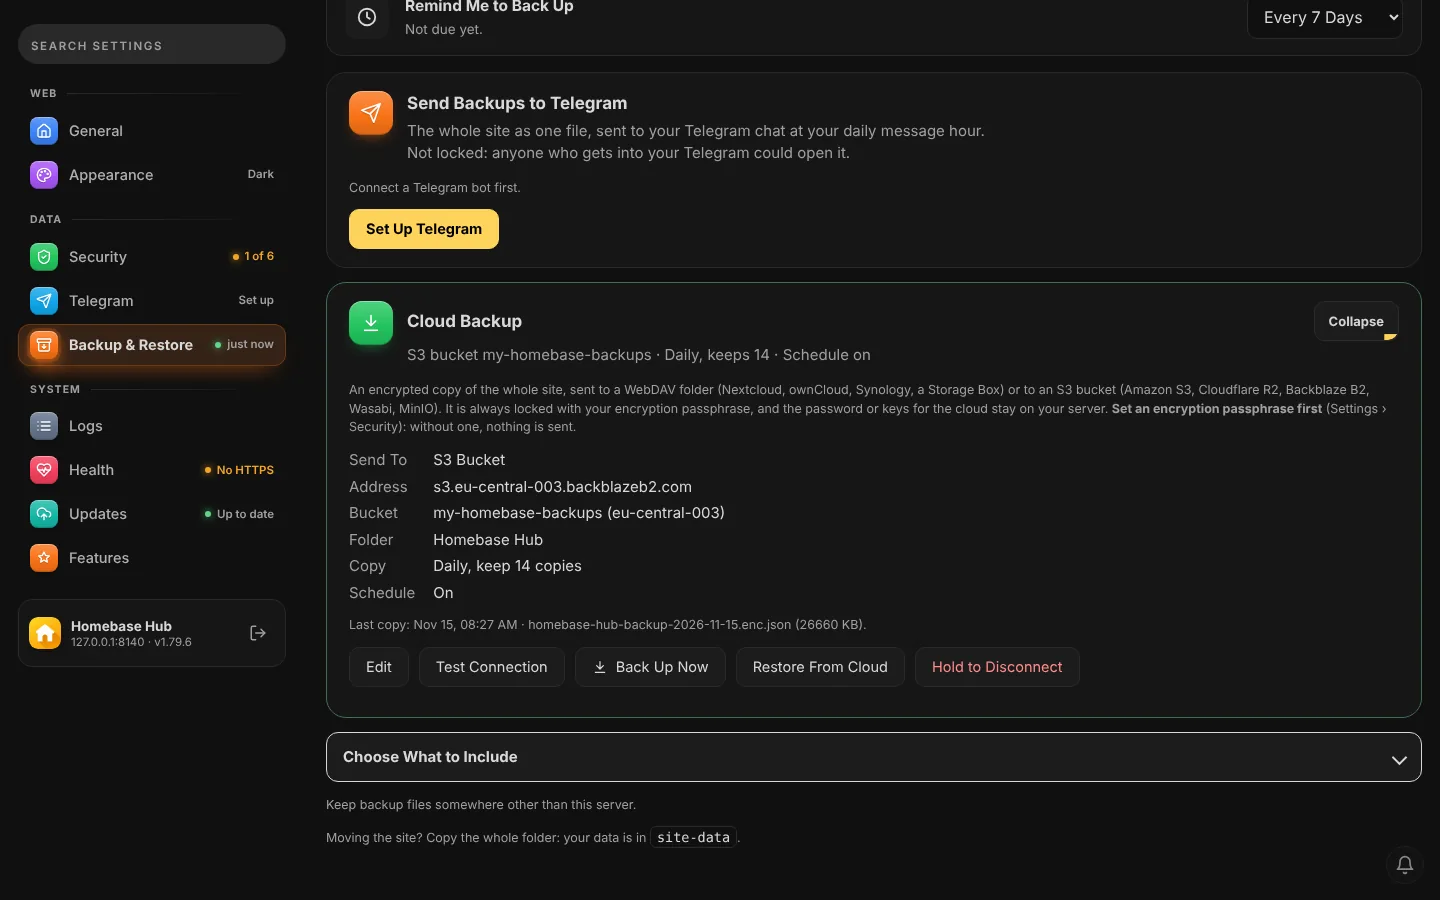 SEARCH SETTINGS
WEB
General
Appearance Dark
DATA
Security 1 of 6
Telegram Set up
Backup & Restore just now
SYSTEM
Logs
Health No HTTPS
Updates Up to date
Features
Homebase Hub
127.0.0.1:8140 · v1.79.6
Remind Me to Back Up
Not due yet.
Every 7 Days
Send Backups to Telegram
The whole site as one file, sent to your Telegram chat at your daily message hour.
Not locked: anyone who gets into your Telegram could open it.
Connect a Telegram bot first.
Set Up Telegram
Cloud Backup
Collapse
S3 bucket my-homebase-backups · Daily, keeps 14 · Schedule on
An encrypted copy of the whole site, sent to a WebDAV folder (Nextcloud, ownCloud, Synology, a Storage Box) or to an S3 bucket (Amazon S3, Cloudflare R2, Backblaze B2,
Wasabi, MinIO). It is always locked with your encryption passphrase, and the password or keys for the cloud stay on your server. Set an encryption passphrase first (Settings ›
Security): without one, nothing is sent.
Send To S3 Bucket
Address s3.eu-central-003.backblazeb2.com
Bucket my-homebase-backups (eu-central-003)
Folder Homebase Hub
Copy Daily, keep 14 copies
Schedule On
Last copy: Nov 15, 08:27 AM · homebase-hub-backup-2026-11-15.enc.json (26660 KB).
Edit
Test Connection
Back Up Now
Restore From Cloud
Hold to Disconnect
Choose What to Include
Keep backup files somewhere other than this server.
Moving the site? Copy the whole folder: your data is in site-data.